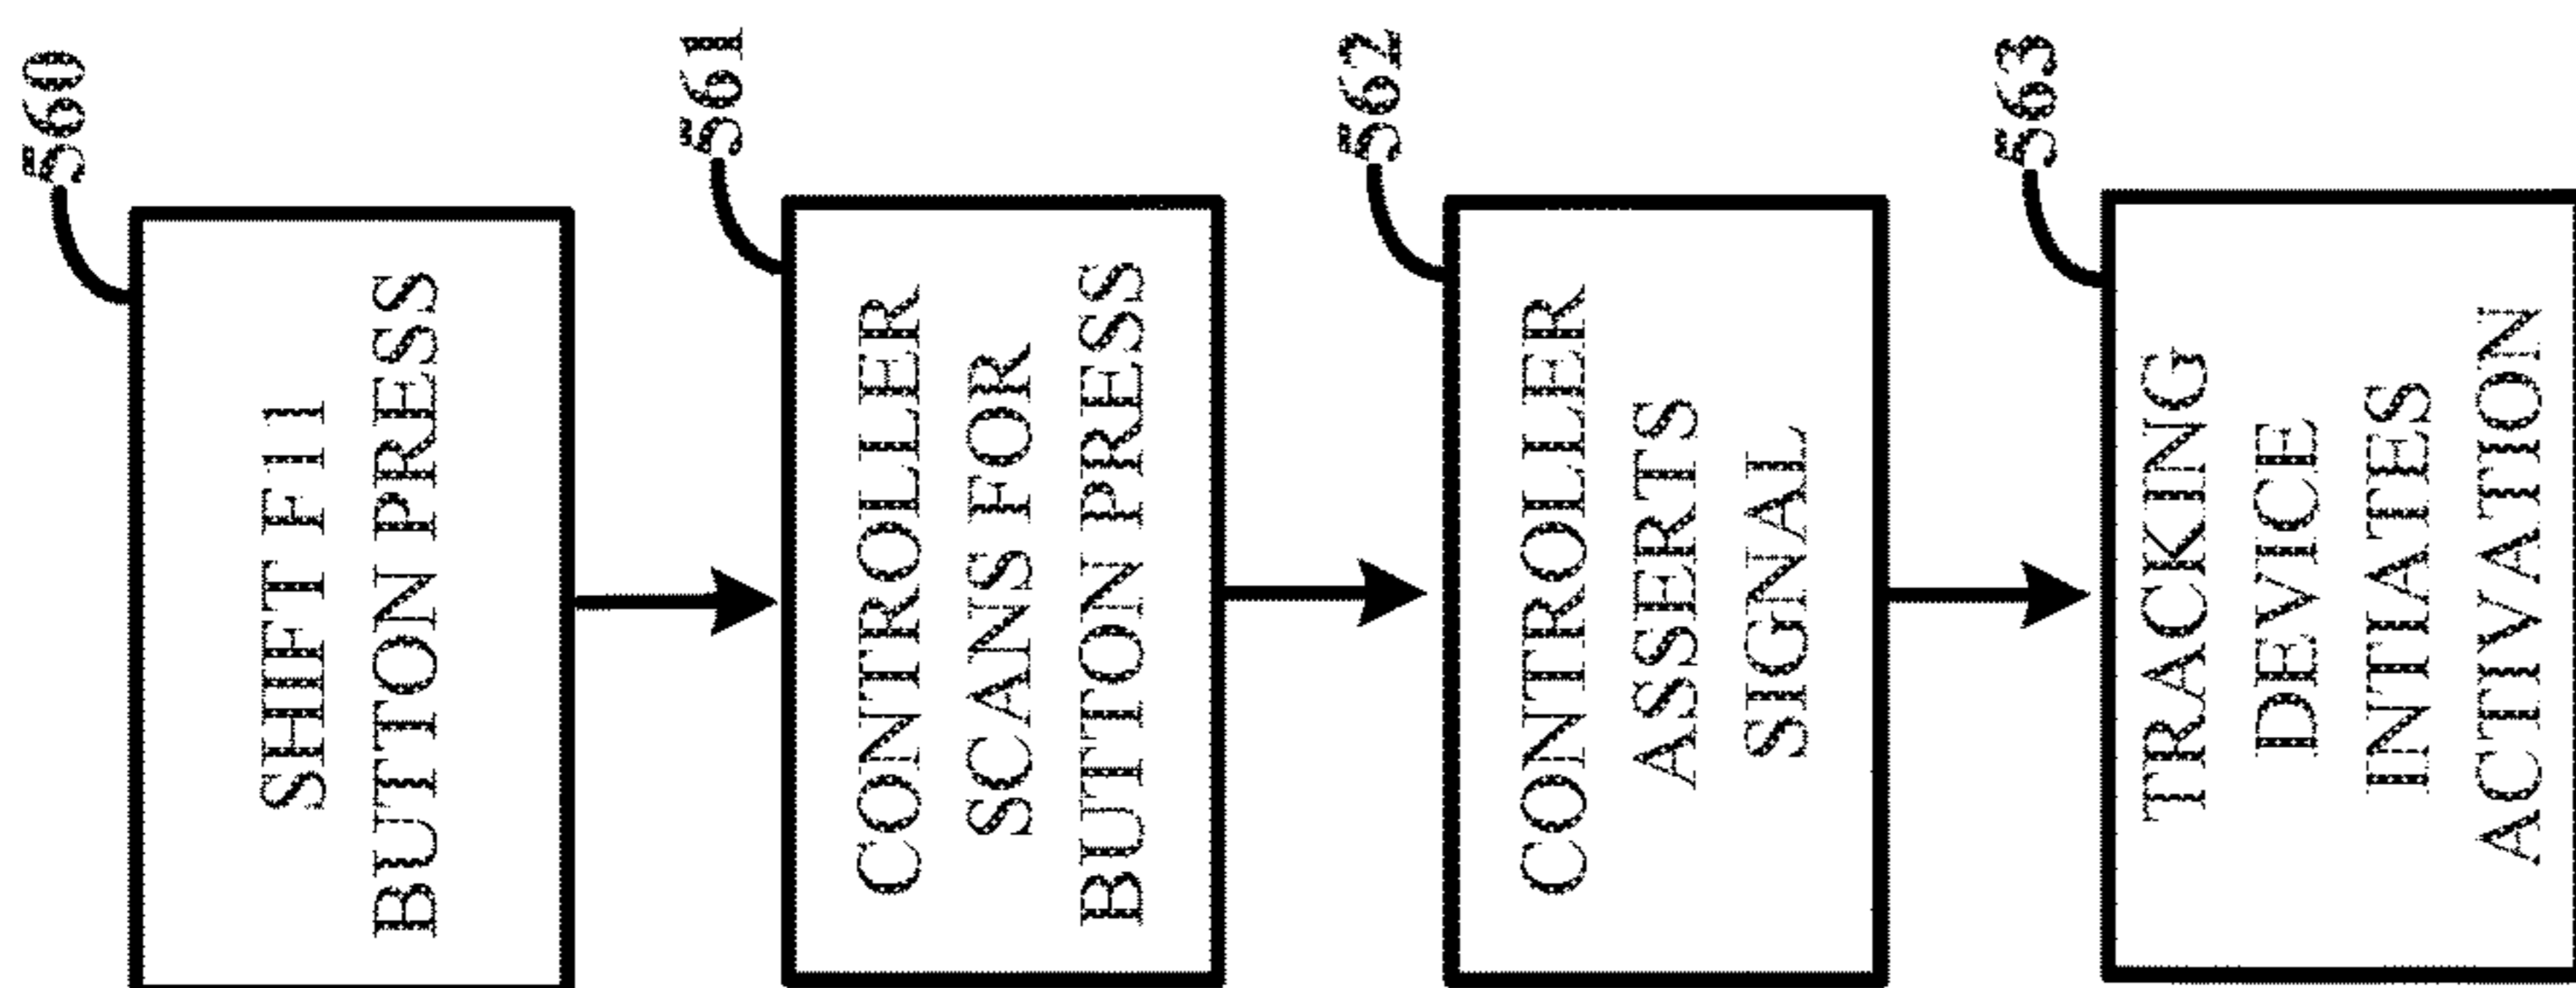 560
SHIFT F11
BUTTON PRESS
561
CONTROLLER
SCANS FOR
BUTTON PRESS
562
CONTROLLER
ASSERTS
SIGNAL
563
TRACKING
DEVICE
INTIATES
ACTIVATION